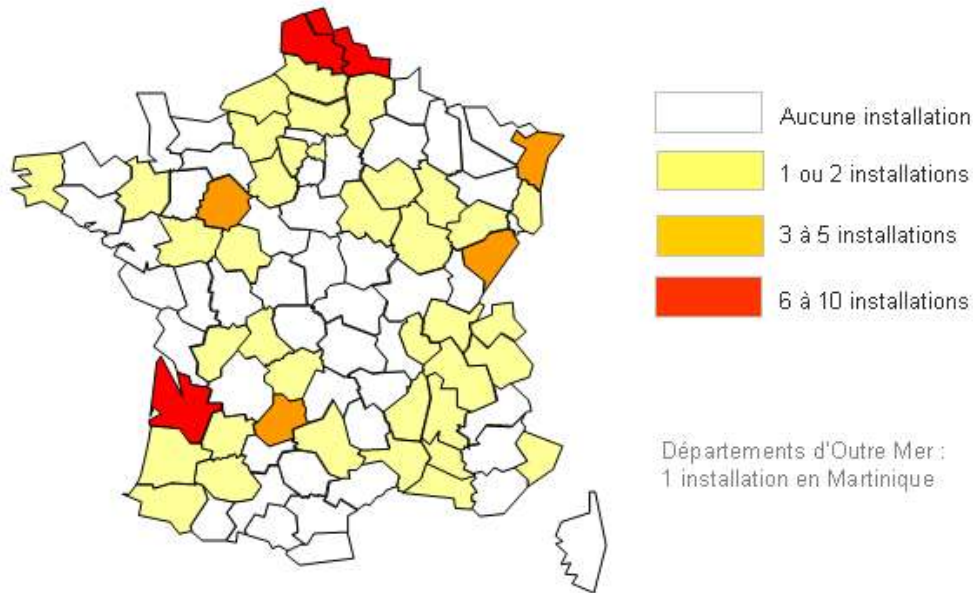 Aucune installation
1 ou 2 installations
3 à 5 installations
6 à 10 installations
Départements d'Outre Mer :
1 installation en Martinique